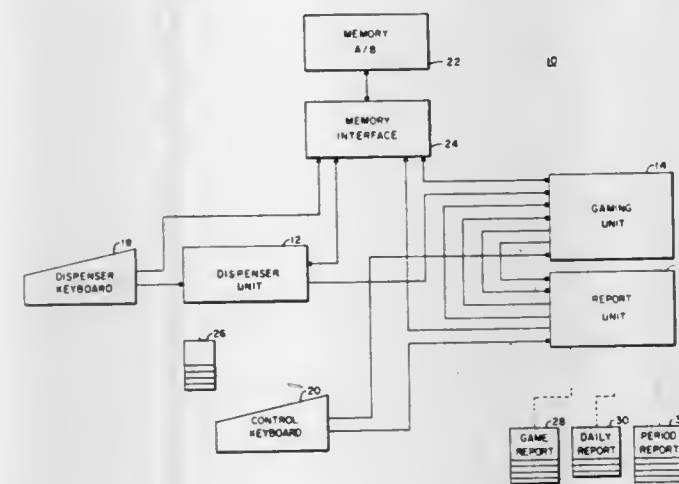 MEMORY
A/B
22
10
MEMORY
INTERFACE
24
14
GAMING
UNIT
18
DISPENSER
KEYBOARD
12
DISPENSER
UNIT
REPORT
UNIT
26
20
CONTROL
KEYBOARD
28
GAME
REPORT
30
DAILY
REPORT
3
PERIOD
REPORT